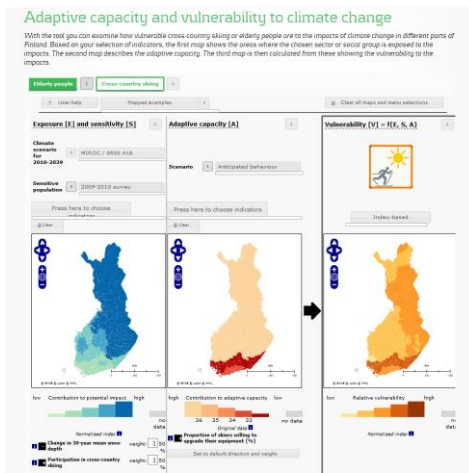 Adaptive capacity and vulnerability to climate change
With the tool you can examine how vulnerable cross-country skiing or elderly people are to the impacts of climate change in different parts of
Finland. Based on your selection of indicators, the first map shows the areas where the chosen sector or social group is exposed to the
impacts. The second map describes the adaptive capacity. The third map is then calculated from these showing the vulnerability to the
impacts.
Elderly people i Cross-country skiing i
User help Mapped examples Clear all maps and menu selections
Exposure [E] and sensitivity [S] Adaptive capacity [A] Vulnerability [V] = f(E, S, A)
Climate
scenario
for
2010-2039
MIROC / SRES A1B
Scenario Anticipated behaviour
Sensitive
population
2009-2010 survey
Press here to choose
indicators
Press here to choose indicators
Index-based
Clear Clear
low Contribution to potential impact high
high Contribution to adaptive capacity low
low Relative vulnerability high
no
data
36 35 34 33
no data
no
data
Normalised index
Original data
Normalised index
Change in 30-year mean snow
depth
weight: 1 50
%
Participation in cross-country
skiing
weight: 1 50
%
Proportion of skiers willing to
upgrade their equipment (%)
Set to default direction and weight